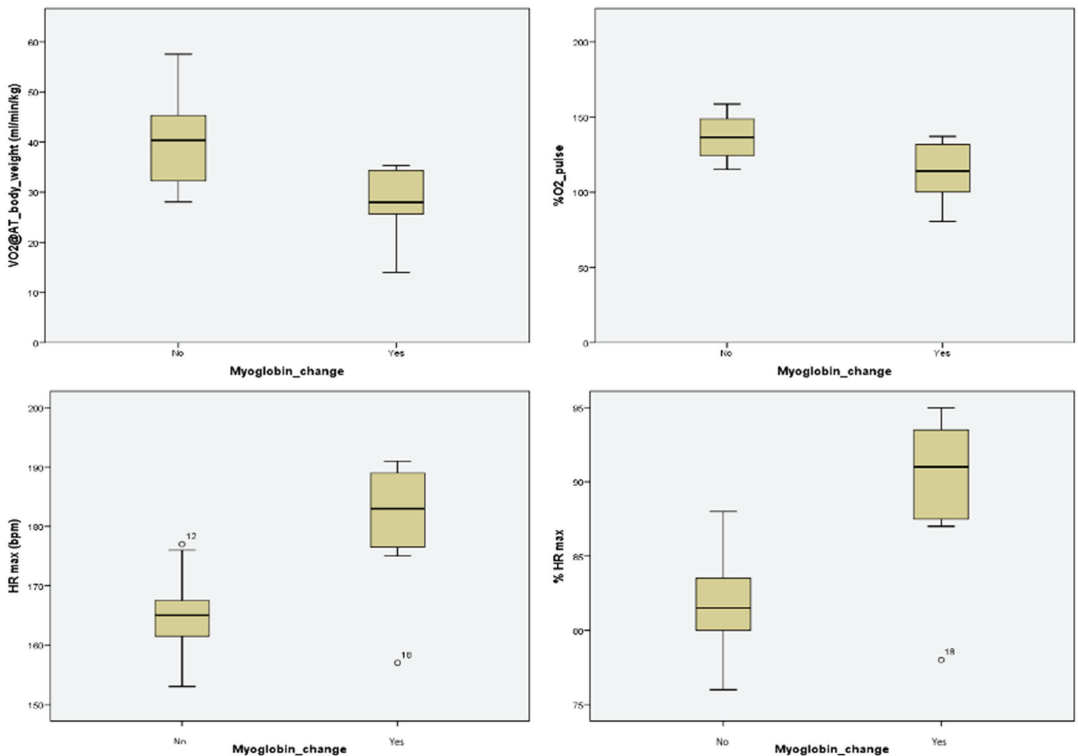 VO2@AT_body_weight (ml/min/kg)
60
50
40
30
20
10
0
No Yes
Myoglobin_change
%O2_pulse
200
150
100
50
0
No Yes
Myoglobin_change
HR max (bpm)
200
190
180
170
160
150
12
18
No Yes
Myoglobin_change
% HR max
95
90
85
80
75
18
No Yes
Myoglobin_change